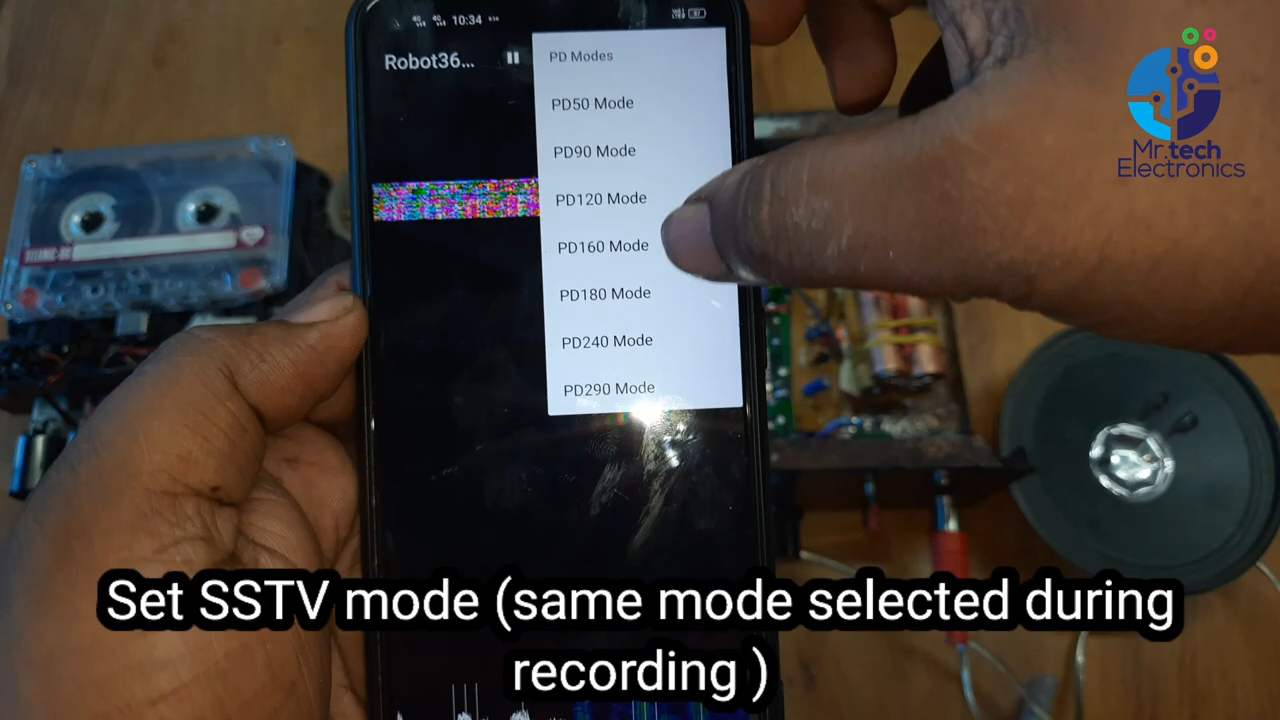 10:34
Robot36...
PD Modes
PD50 Mode
PD90 Mode
PD120 Mode
PD160 Mode
PD180 Mode
PD240 Mode
PD290 Mode
Mr.tech
Electronics
Set SSTV mode (same mode selected during
recording )